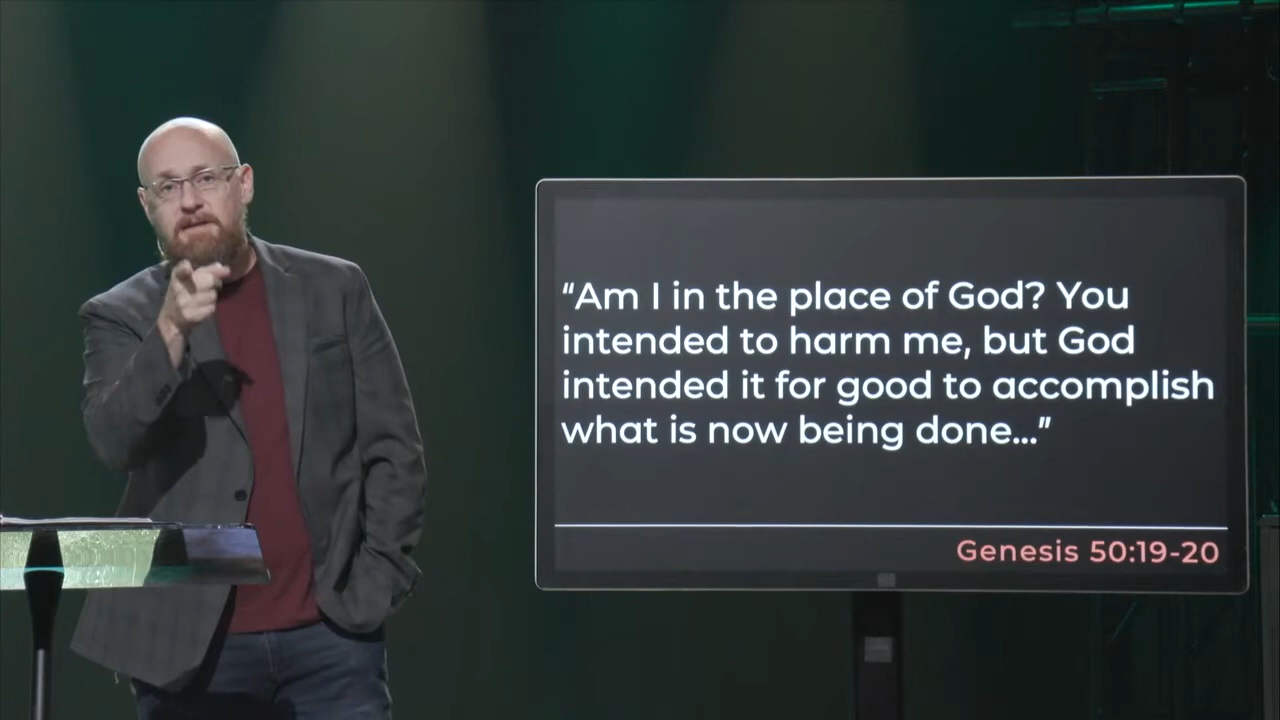 “Am I in the place of God? You
intended to harm me, but God
intended it for good to accomplish
what is now being done...”
Genesis 50:19-20